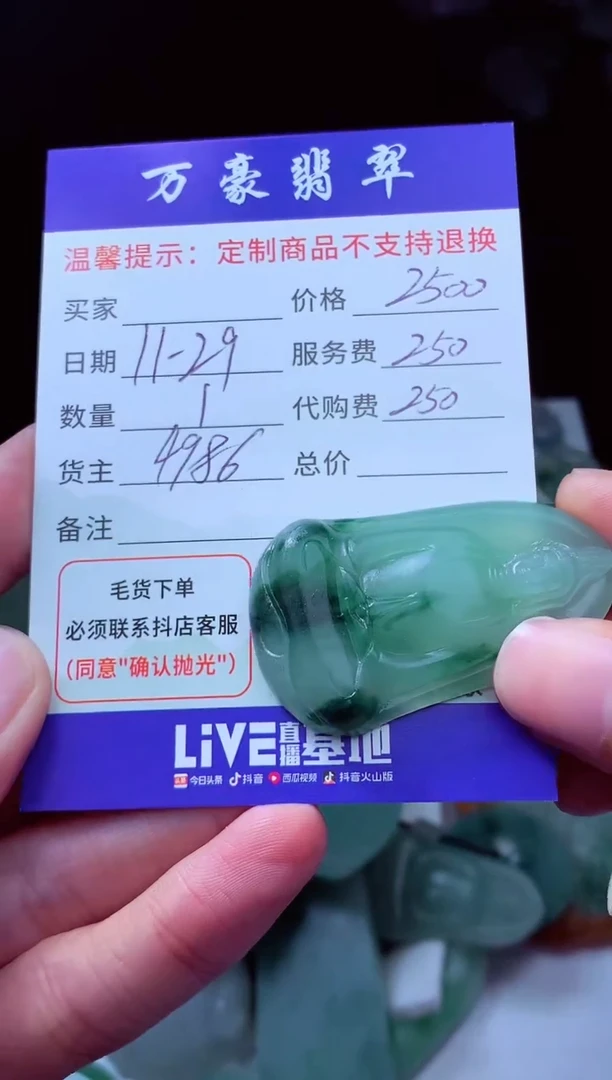 万豪翡翠
温馨提示：定制商品不支持退换
买家 价格 2500
日期 11-29 服务费 250
数量 1 代购费 250
货主 4986 总价
备注
毛货下单
必须联系抖店客服
(同意"确认抛光")
LiVE直播基地
今日头条 抖音 西瓜视频 抖音火山版